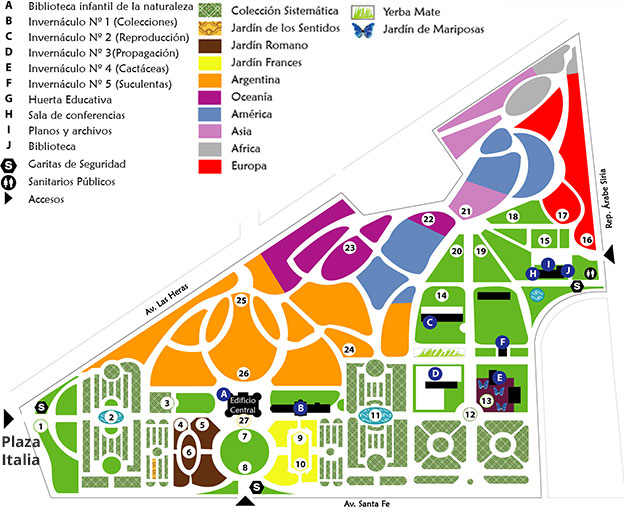 A Biblioteca infantil de la naturaleza
B Invernáculo Nº 1 (Colecciones)
C Invernáculo Nº 2 (Reproducción)
D Invernáculo Nº 3(Propagación)
E Invernáculo Nº 4 (Cactáceas)
F Invernáculo Nº 5 (Suculentas)
G Huerta Educativa
H Sala de conferencias
I Planos y archivos
J Biblioteca
S Garitas de Seguridad
Sanitarios Públicos
Accesos
Colección Sistemática
Jardín de los Sentidos
Jardín Romano
Jardín Frances
Argentina
Oceanía
América
Asia
Africa
Europa
Yerba Mate
Jardín de Mariposas
Av. Las Heras
Rep. Árabe Siria
Plaza
Italia
Av. Santa Fe
Edificio
Central
A
B
C
D
E
F
H
I
J
S
S
S
1
2
3
4
5
6
7
8
9
10
11
12
13
14
15
16
17
18
19
20
21
22
23
24
25
26
27